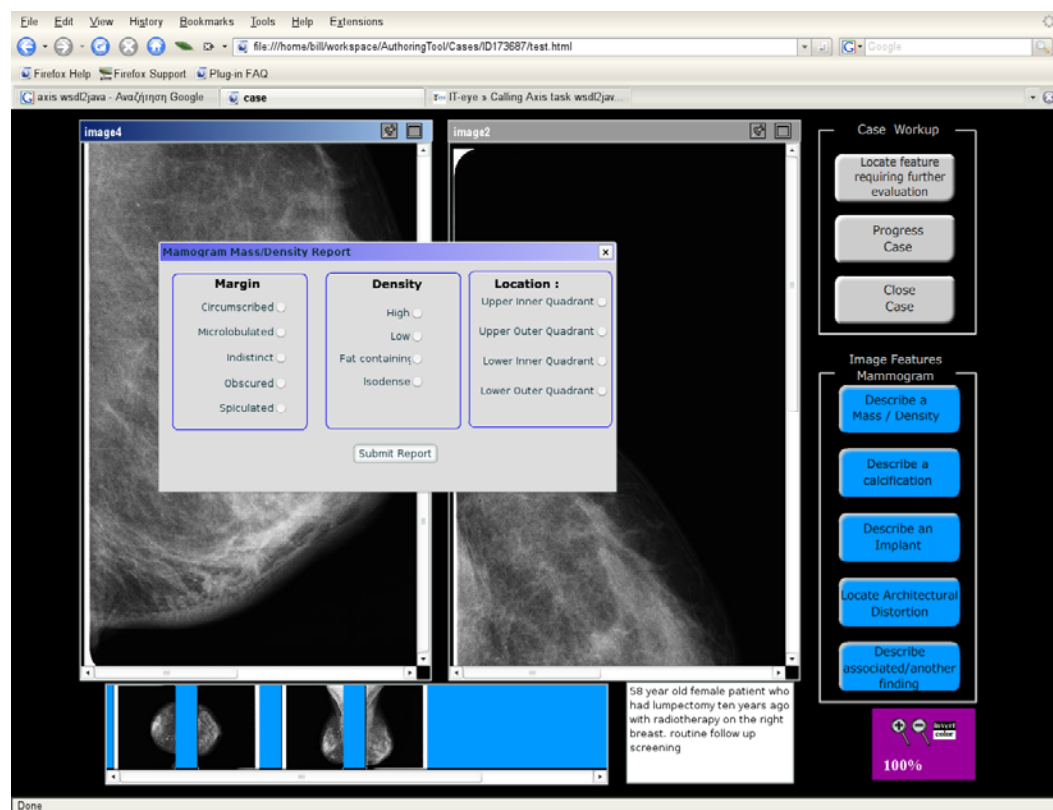 File Edit View History Bookmarks Tools Help Extensions
file:///home/bill/workspace/AuthoringTool/Cases/ID173687/test.html
Google
Firefox Help Firefox Support Plug-in FAQ
axis wsdl2java - Αναζήτηση Google
case
IT-eye » Calling Axis task wsdl2jav...
image4
image2
Mamogram Mass/Density Report
Margin
Circumscribed
Microlobulated
Indistinct
Obscured
Spiculated
Density
High
Low
Fat containing
Isodense
Location :
Upper Inner Quadrant
Upper Outer Quadrant
Lower Inner Quadrant
Lower Outer Quadrant
Submit Report
Case Workup
Locate feature
requiring further
evaluation
Progress
Case
Close
Case
Image Features
Mammogram
Describe a
Mass / Density
Describe a
calcification
Describe an
Implant
Locate Architectural
Distortion
Describe
associated/another
finding
58 year old female patient who
had lumpectomy ten years ago
with radiotherapy on the right
breast. routine follow up
screening
invert
color
100%
Done